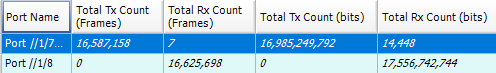 Port Name Total Tx Count (Frames) Total Rx Count (Frames) Total Tx Count (bits) Total Rx Count (bits)
Port //1/7... 16,587,158 7 16,985,249,792 14,448
Port //1/8 0 16,625,698 0 17,556,742,744